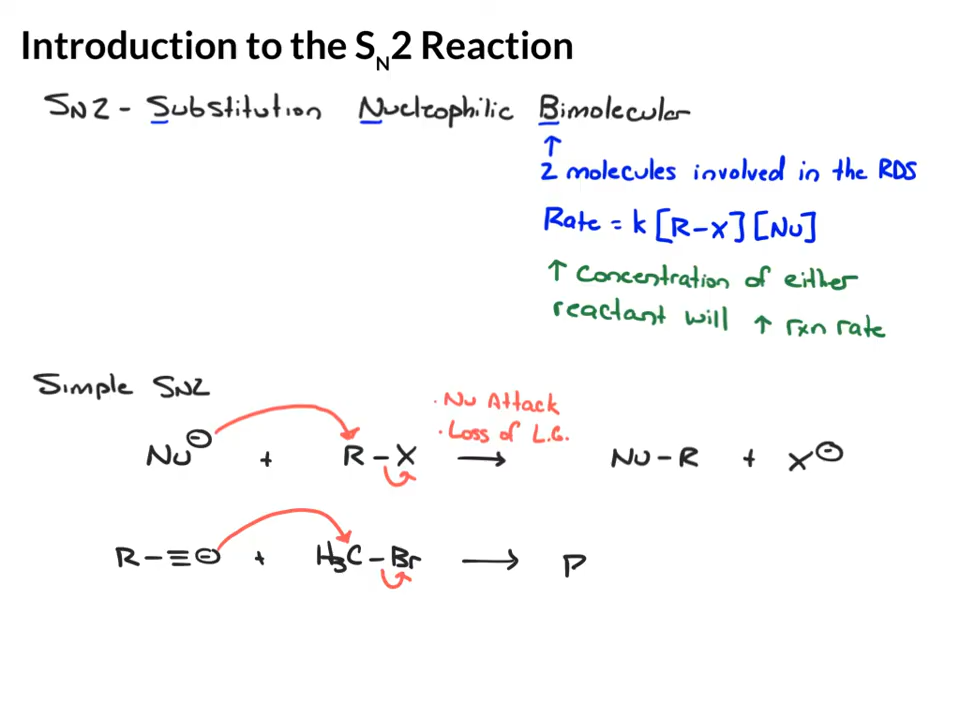 Introduction to the SN2 Reaction
SN2 - Substitution Nucleophilic Bimolecular
↑
2 molecules involved in the RDS
Rate = k [R-X] [Nu]
↑ Concentration of either
reactant will ↑ rxn rate
Simple SN2
· Nu Attack
· Loss of L.G.
Nu⊖ + R-X → Nu-R + X⊖
R-≡⊖ + H₃C-Br → P